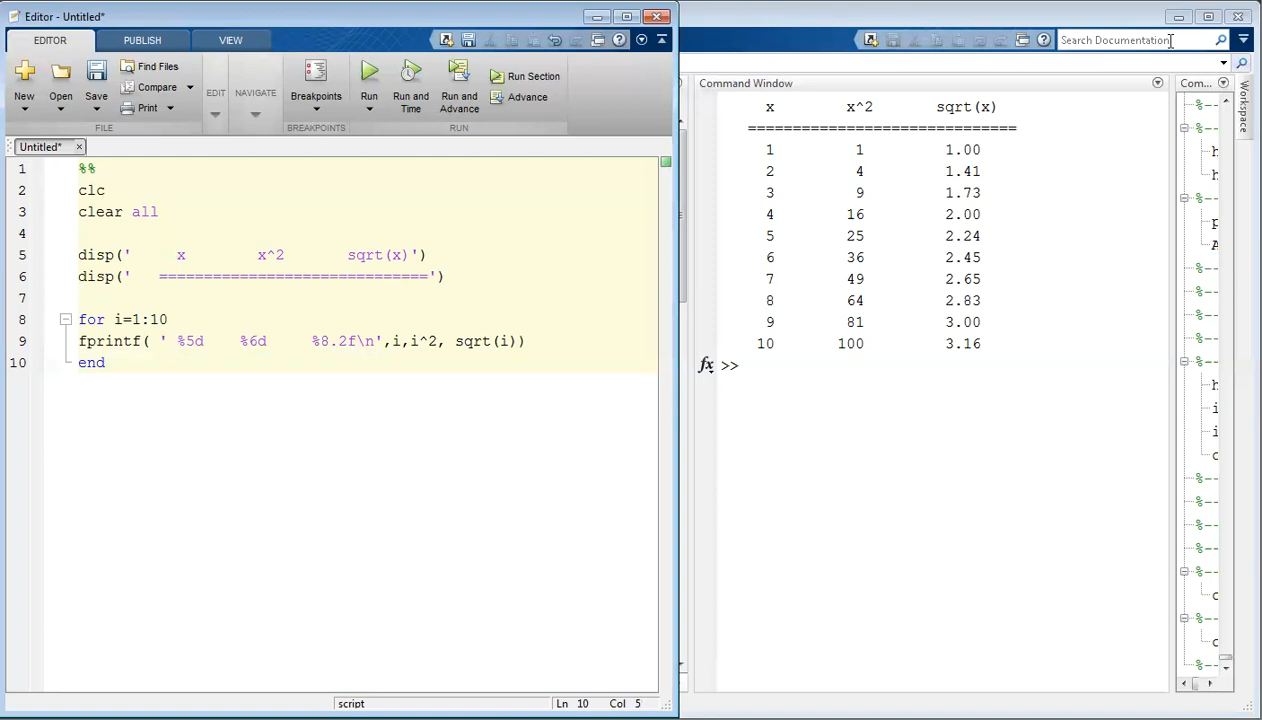 Editor - Untitled*
EDITOR PUBLISH VIEW
Search Documentation
New Open Save Find Files Compare Print EDIT NAVIGATE Breakpoints Run Run and Time Run and Advance Run Section Advance
FILE BREAKPOINTS RUN
Untitled* ×
1 %%
2 clc
3 clear all
4
5 disp('     x        x^2       sqrt(x)')
6 disp('   ==============================')
7
8 for i=1:10
9 fprintf( ' %5d    %6d     %8.2f\n',i,i^2, sqrt(i))
10 end
script Ln 10 Col 5
Command Window
x x^2 sqrt(x)
==============================
1 1 1.00
2 4 1.41
3 9 1.73
4 16 2.00
5 25 2.24
6 36 2.45
7 49 2.65
8 64 2.83
9 81 3.00
10 100 3.16
fx >>
Com...
%--
%--
h
h
%--
p
A
%--
%--
%--
%--
h
i
i
c
%--
%--
%--
%--
c
%--
c
%--
Workspace